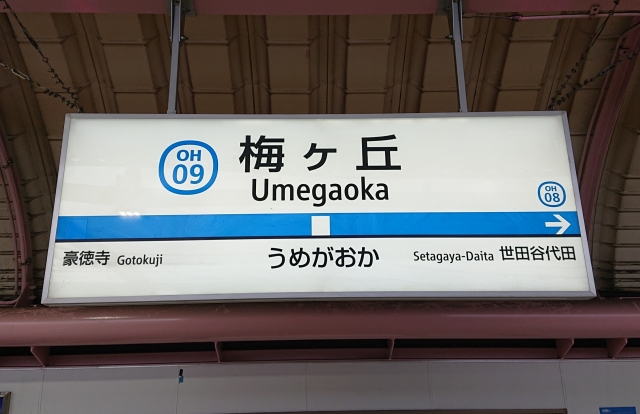 OH
09
梅ヶ丘
Umegaoka
OH
08
豪徳寺 Gotokuji
うめがおか
Setagaya-Daita 世田谷代田